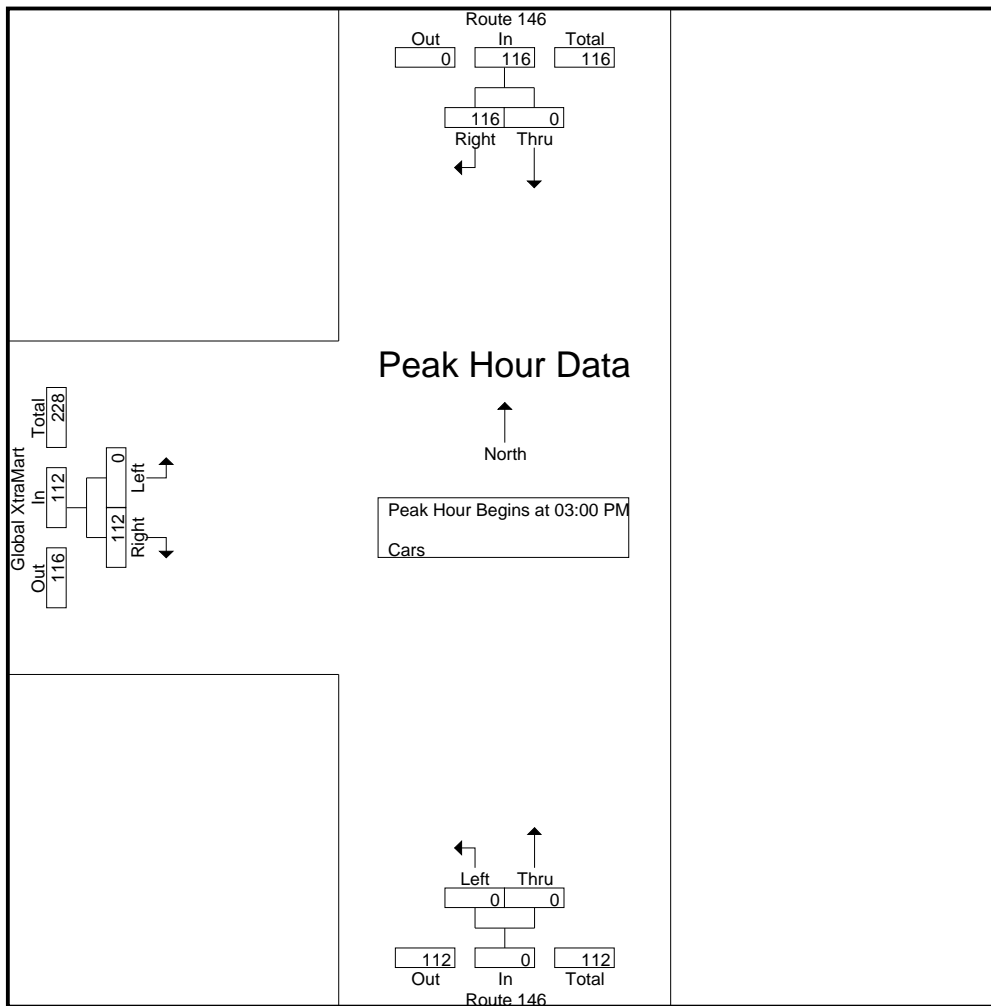 Route 146
Out In Total
0 116 116
116 0
Right Thru
Peak Hour Data
North
Peak Hour Begins at 03:00 PM
Cars
Global XtraMart
Out In Total
116 112 228
Right Left
112 0
Left Thru
0 0
112 0 112
Out In Total
Route 146